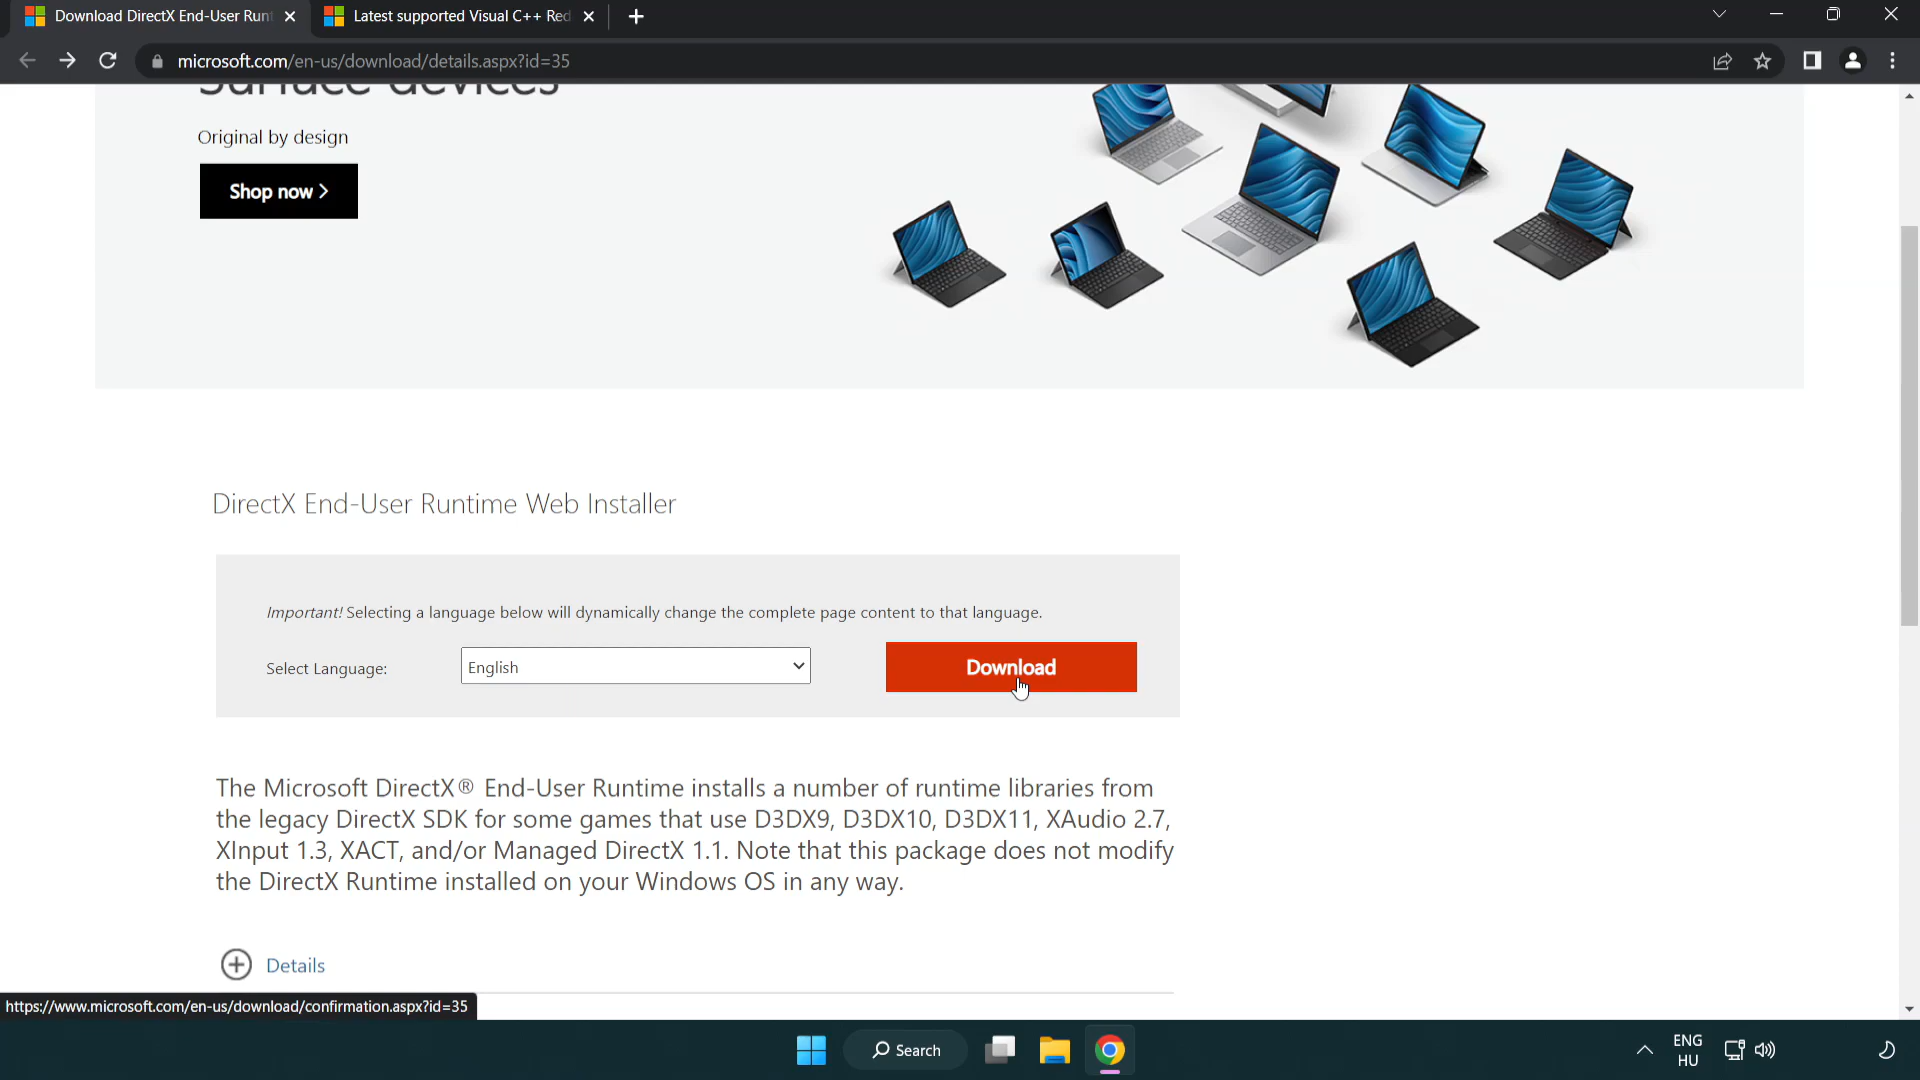 Download DirectX End-User Runt
Latest supported Visual C++ Red
microsoft.com/en-us/download/details.aspx?id=35
Surface devices
Original by design
Shop now
DirectX End-User Runtime Web Installer
Important! Selecting a language below will dynamically change the complete page content to that language.
Select Language:
English
Download
The Microsoft DirectX® End-User Runtime installs a number of runtime libraries from
the legacy DirectX SDK for some games that use D3DX9, D3DX10, D3DX11, XAudio 2.7,
XInput 1.3, XACT, and/or Managed DirectX 1.1. Note that this package does not modify
the DirectX Runtime installed on your Windows OS in any way.
Details
https://www.microsoft.com/en-us/download/confirmation.aspx?id=35
Search
ENG
HU